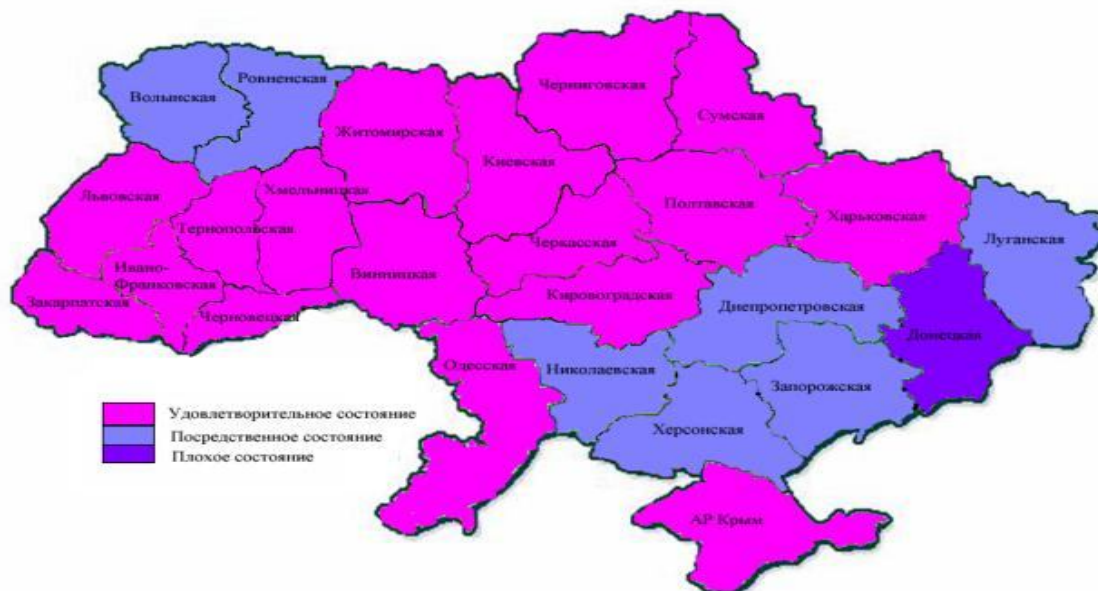 Волынская
Ровненская
Житомирская
Киевская
Черниговская
Сумская
Львовская
Тернопольская
Хмельницкая
Ивано-
Франковская
Закарпатская
Черновецкая
Винницкая
Черкасская
Полтавская
Харьковская
Луганская
Кировоградская
Днепропетровская
Донецкая
Одесская
Николаевская
Запорожская
Херсонская
АР Крым
Удовлетворительное состояние
Посредственное состояние
Плохое состояние